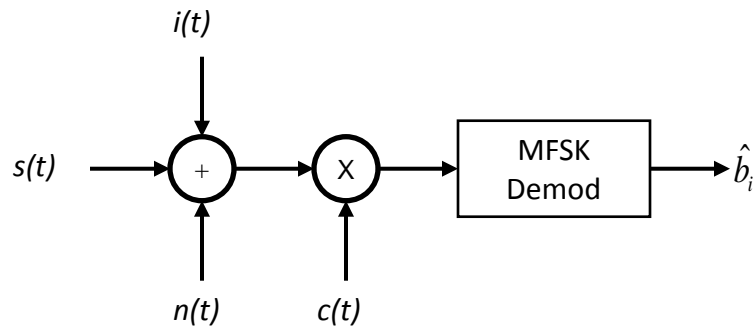 i(t)
s(t)
+
X
MFSK
Demod
b̂ᵢ
n(t)
c(t)